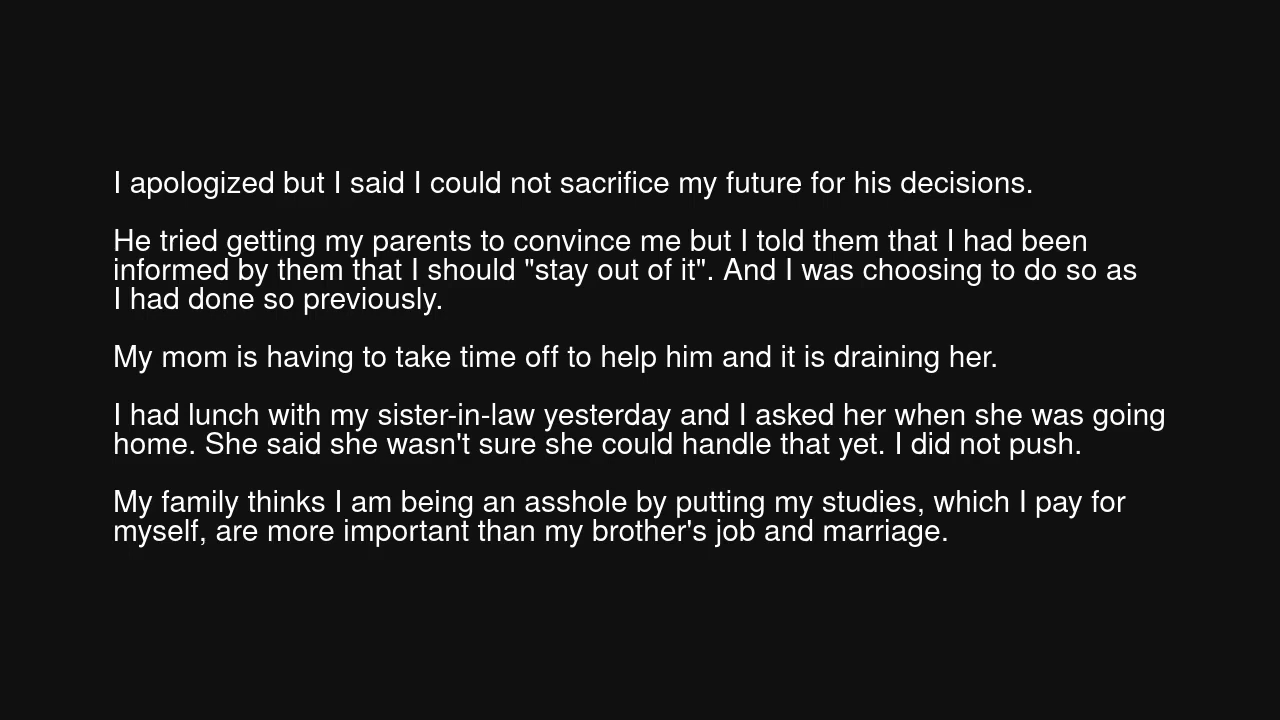 I apologized but I said I could not sacrifice my future for his decisions.
He tried getting my parents to convince me but I told them that I had been
informed by them that I should "stay out of it". And I was choosing to do so as
I had done so previously.
My mom is having to take time off to help him and it is draining her.
I had lunch with my sister-in-law yesterday and I asked her when she was going
home. She said she wasn't sure she could handle that yet. I did not push.
My family thinks I am being an asshole by putting my studies, which I pay for
myself, are more important than my brother's job and marriage.